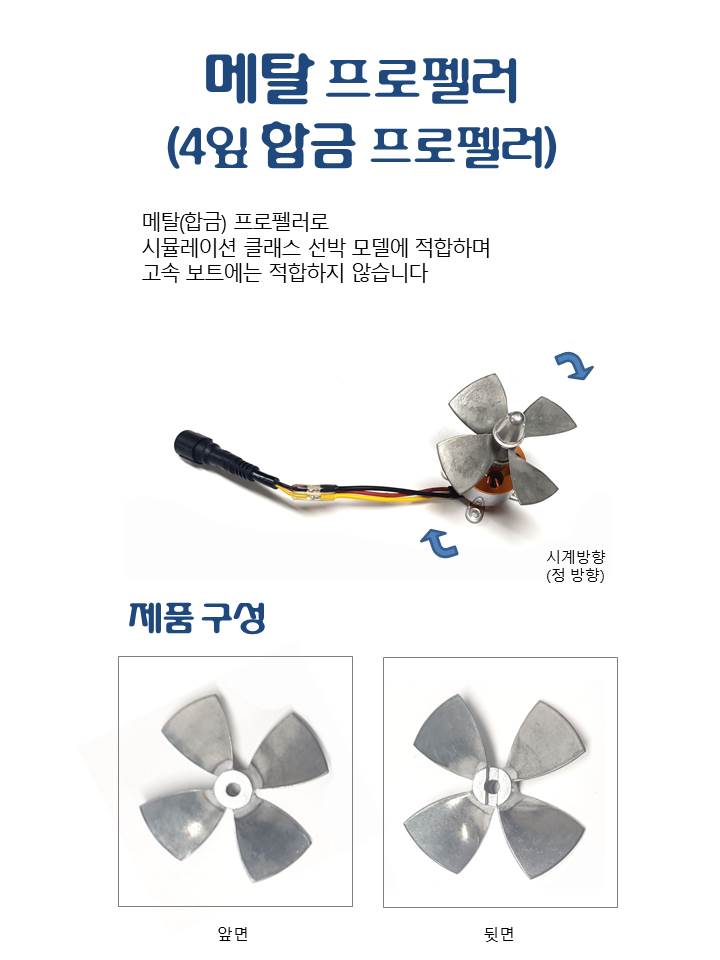 메탈 프로펠러
(4잎 합금 프로펠러)
메탈(합금) 프로펠러로
시뮬레이션 클래스 선박 모델에 적합하며
고속 보트에는 적합하지 않습니다
시계방향
(정 방향)
제품 구성
앞면
뒷면